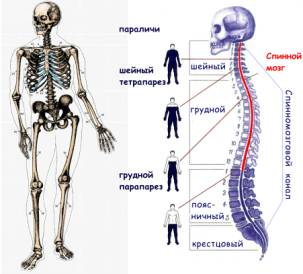 параличи
шейный
тетрапарез
шейный
Спинной
мозг
грудной
Спинномозговой канал
грудной
парапарез
пояс-
ничный
крестцовый